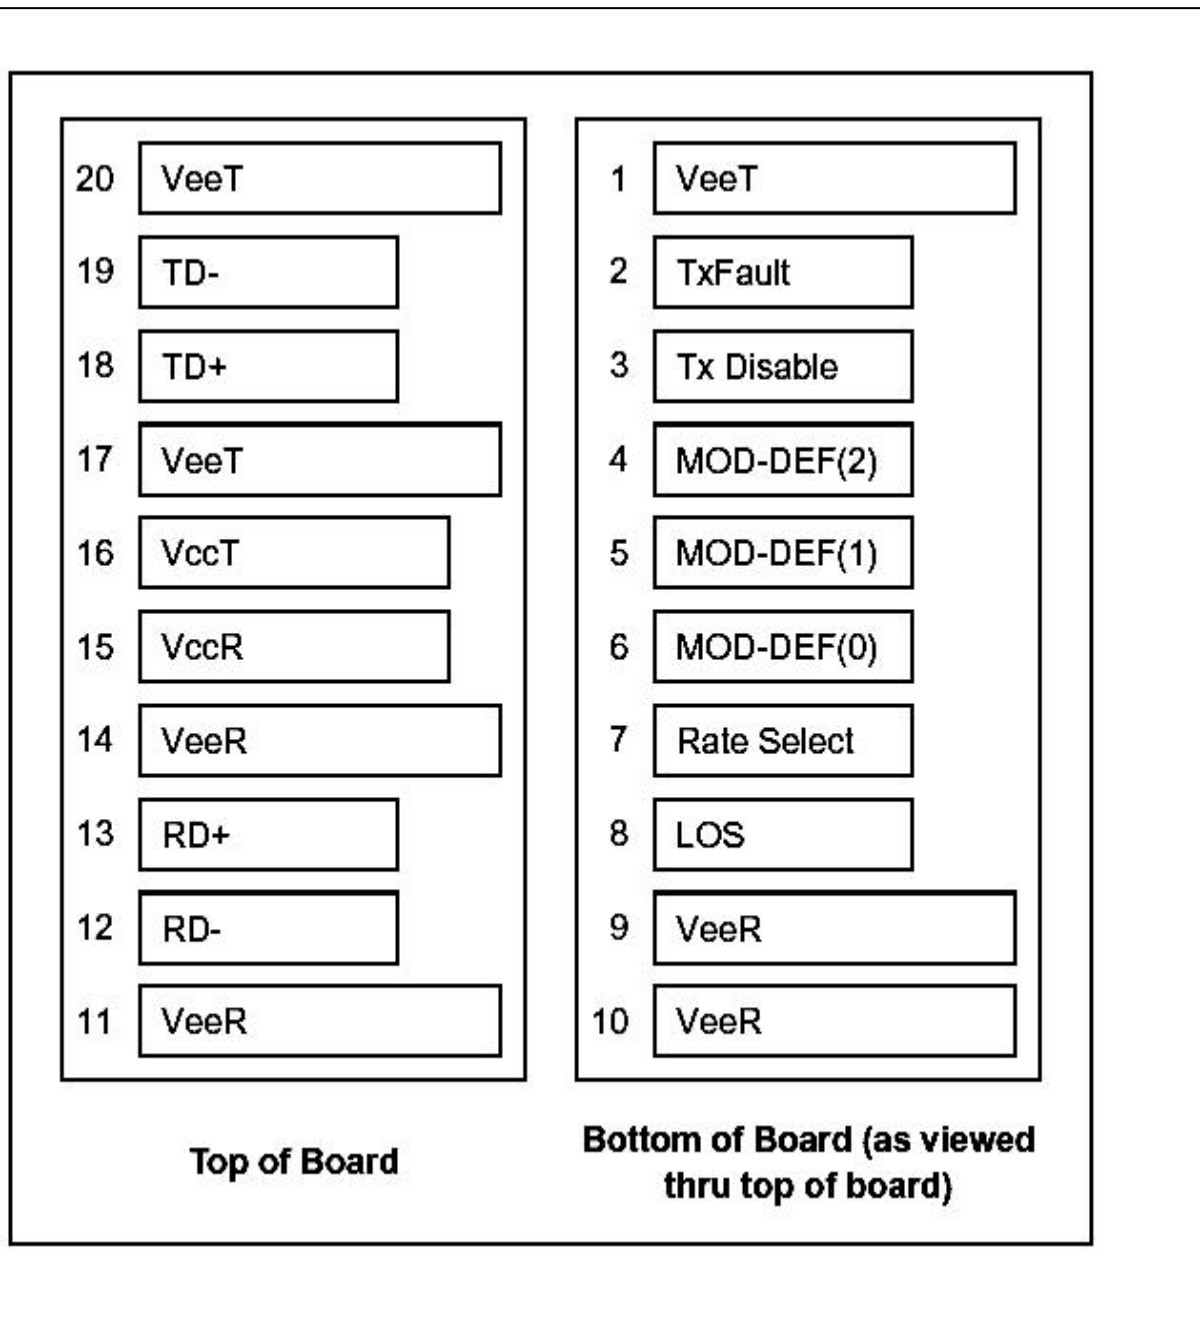 20 VeeT
19 TD-
18 TD+
17 VeeT
16 VccT
15 VccR
14 VeeR
13 RD+
12 RD-
11 VeeR
Top of Board
1 VeeT
2 TxFault
3 Tx Disable
4 MOD-DEF(2)
5 MOD-DEF(1)
6 MOD-DEF(0)
7 Rate Select
8 LOS
9 VeeR
10 VeeR
Bottom of Board (as viewed
thru top of board)